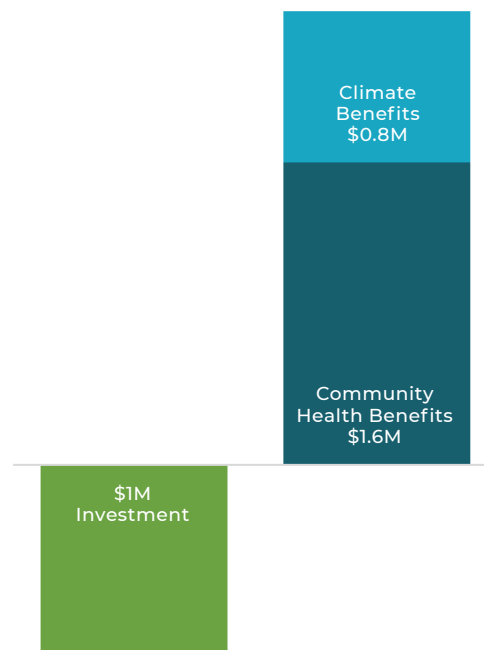 Climate
Benefits
$0.8M
Community
Health Benefits
$1.6M
$1M
Investment